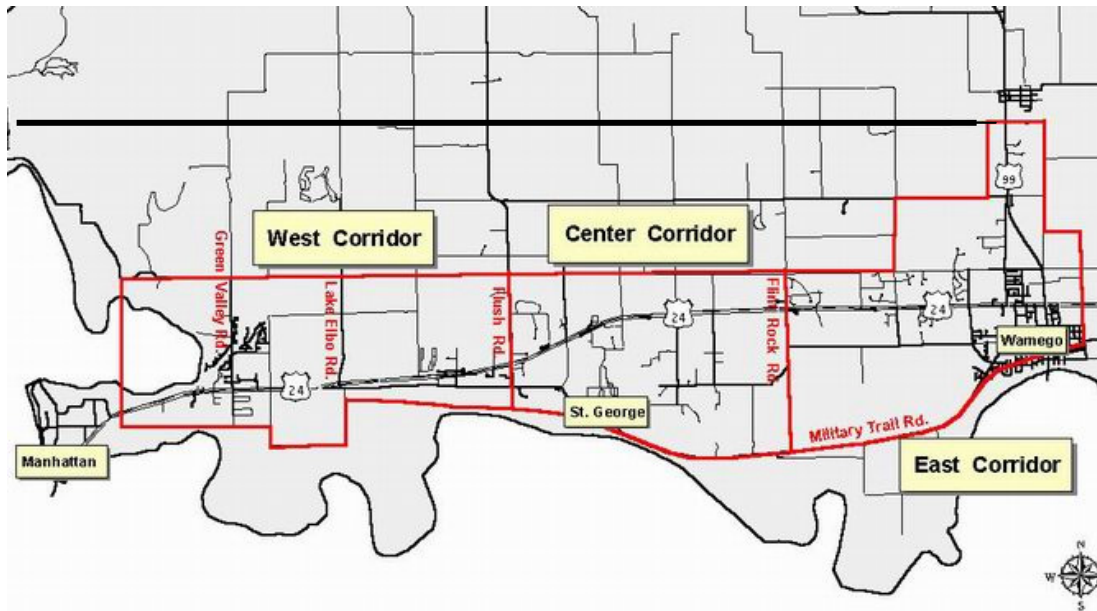 99
West Corridor
Center Corridor
Green Valley Rd.
Lake Elbo Rd.
Flush Rd.
Flint Rock Rd.
24
24
24
Wamego
St. George
Military Trail Rd.
Manhattan
East Corridor
N
W
E
S